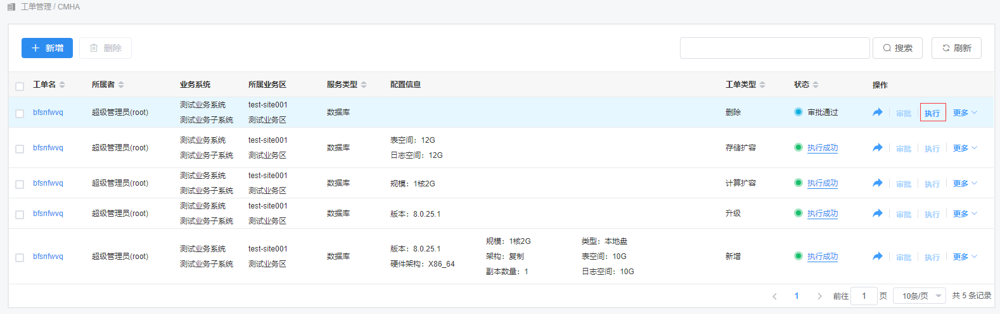 工单管理 / CMHA
新增 删除 搜索 刷新
工单名 所属者 业务系统 所属业务区 服务类型 配置信息 工单类型 状态 操作
bfsnfwvq 超级管理员(root) 测试业务系统 测试业务子系统 test-site001 测试业务区 数据库 删除 审批通过 审批 执行 更多
bfsnfwvq 超级管理员(root) 测试业务系统 测试业务子系统 test-site001 测试业务区 数据库 表空间：12G 日志空间：12G 存储扩容 执行成功 审批 执行 更多
bfsnfwvq 超级管理员(root) 测试业务系统 测试业务子系统 test-site001 测试业务区 数据库 规模：1核2G 计算扩容 执行成功 审批 执行 更多
bfsnfwvq 超级管理员(root) 测试业务系统 测试业务子系统 test-site001 测试业务区 数据库 版本：8.0.25.1 升级 执行成功 审批 执行 更多
bfsnfwvq 超级管理员(root) 测试业务系统 测试业务子系统 test-site001 测试业务区 数据库 版本：8.0.25.1 硬件架构：X86_64 规模：1核2G 架构：复制 副本数量：1 类型：本地盘 表空间：10G 日志空间：10G 新增 执行成功 审批 执行 更多
1 前往 1 页 10条/页 共 5 条记录